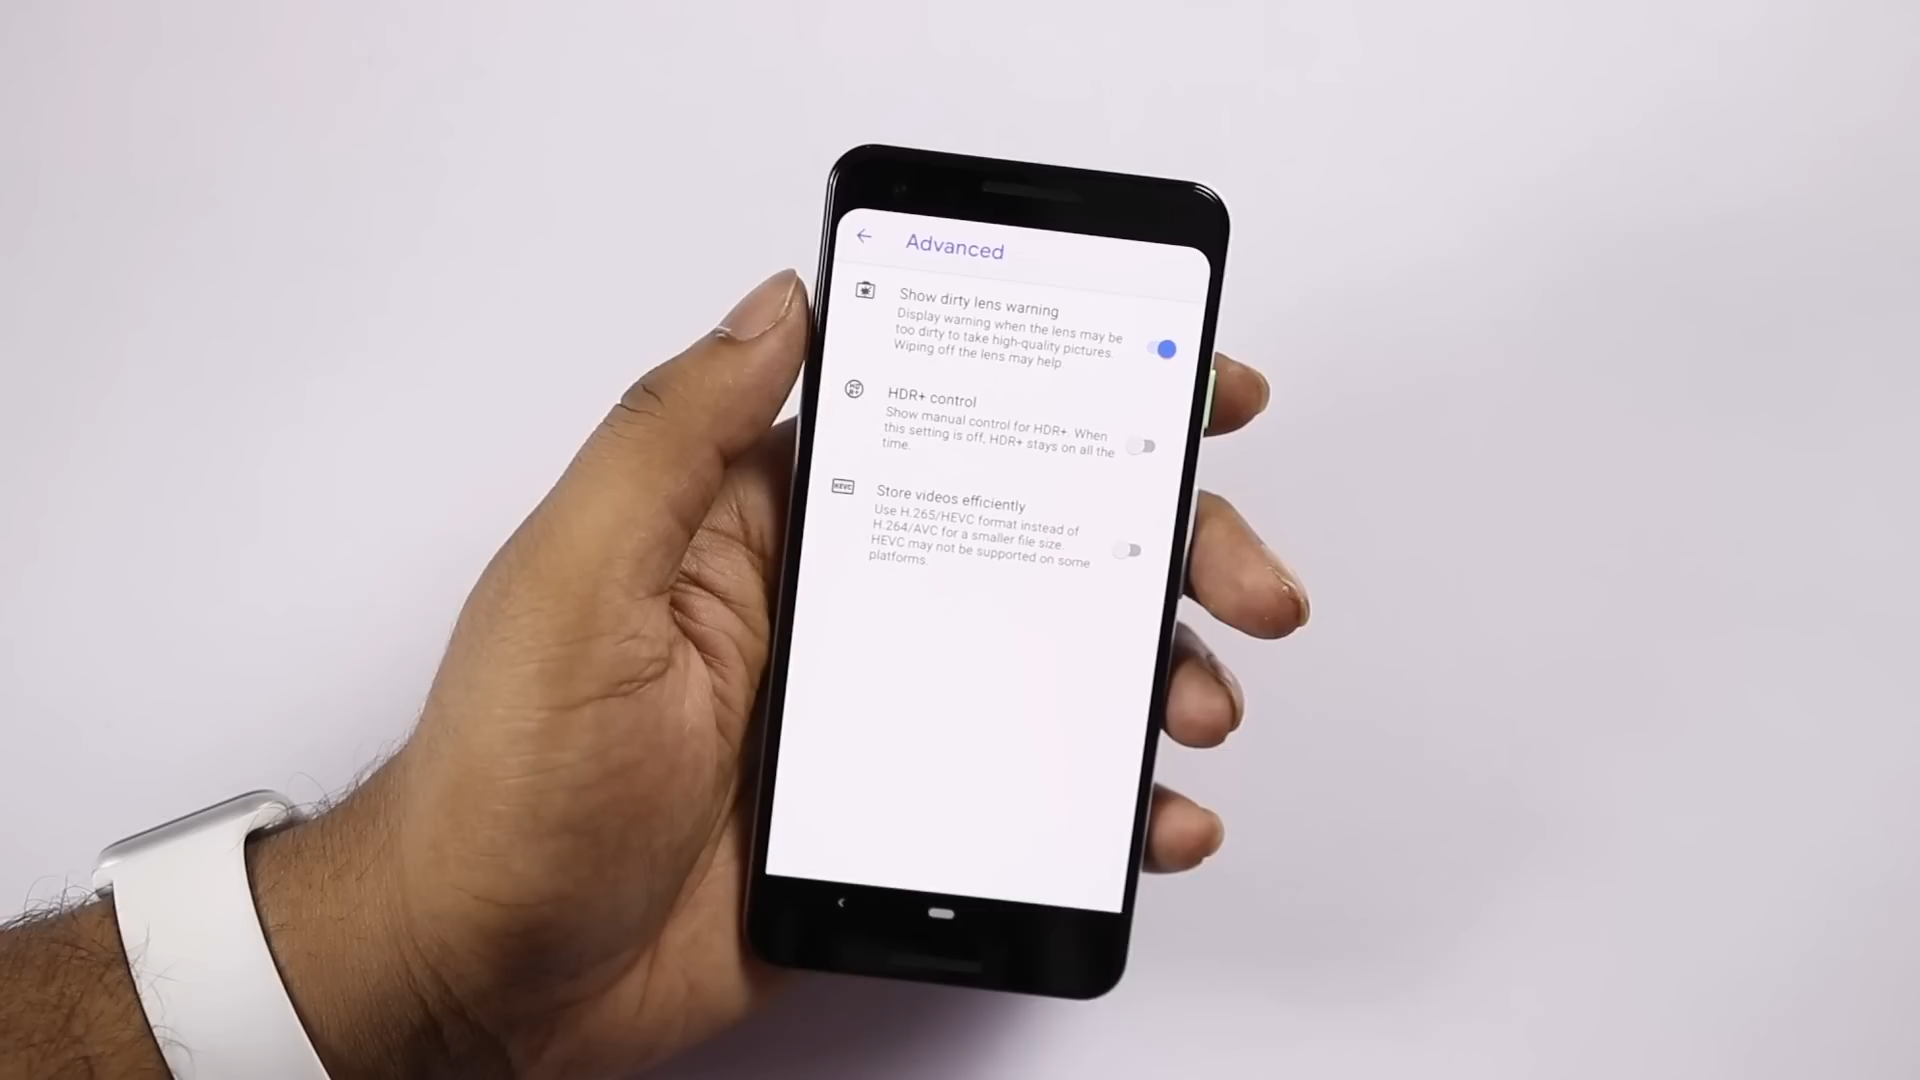 Advanced
Show dirty lens warning
Display warning when the lens may be
too dirty to take high-quality pictures.
Wiping off the lens may help.
HDR+ control
Show manual control for HDR+. When
this setting is off, HDR+ stays on all the
time.
HEVC
Store videos efficiently
Use H.265/HEVC format instead of
H.264/AVC for a smaller file size.
HEVC may not be supported on some
platforms.